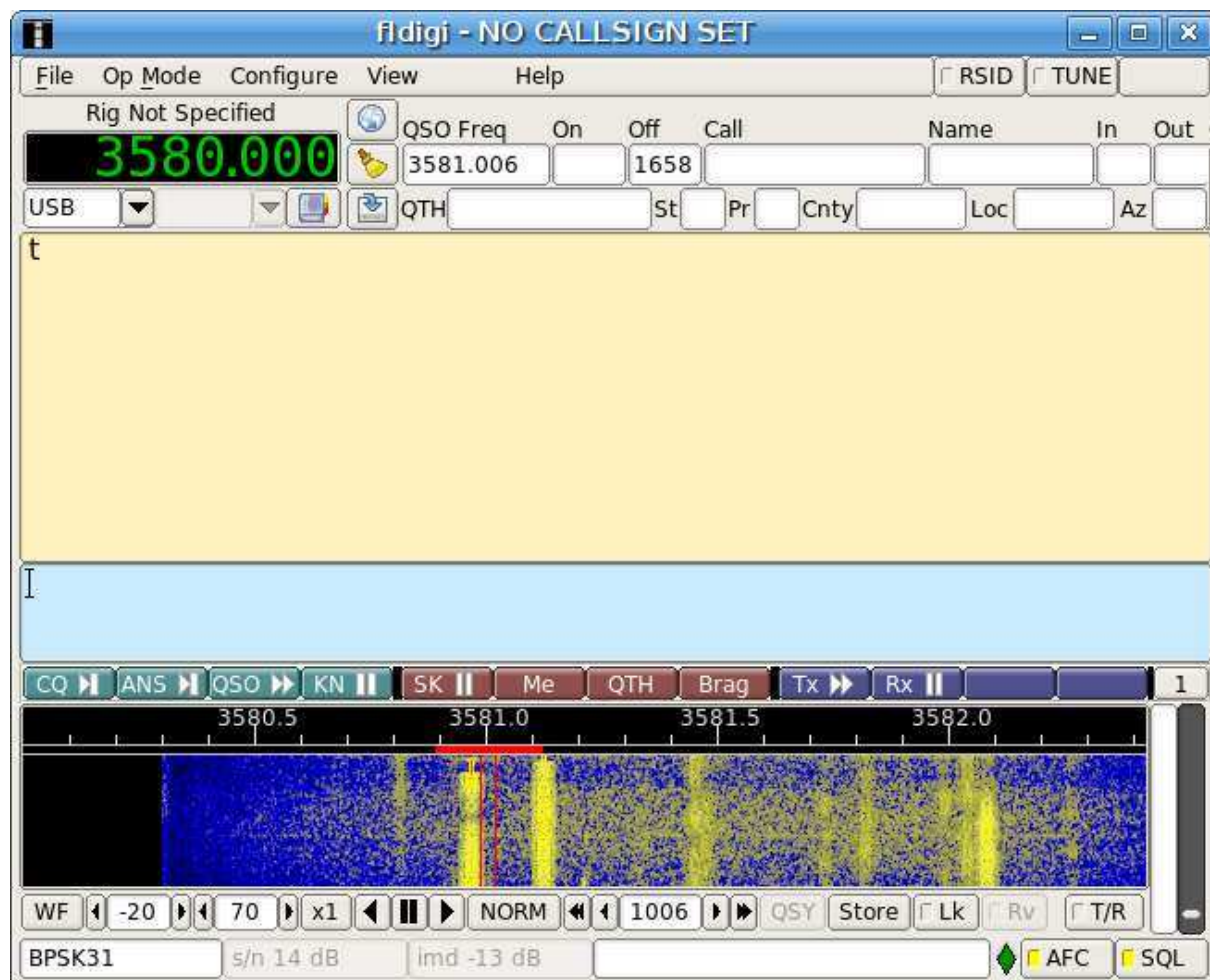 fldigi - NO CALLSIGN SET
File Op Mode Configure View Help RSID TUNE
Rig Not Specified
3580.000
QSO Freq On Off Call Name In Out
3581.006 1658
USB QTH St Pr Cnty Loc Az
t
CQ ANS QSO KN SK Me QTH Brag Tx Rx 1
3580.5 3581.0 3581.5 3582.0
WF -20 70 x1 NORM 1006 QSY Store Lk Rv T/R
BPSK31 s/n 14 dB imd -13 dB AFC SQL